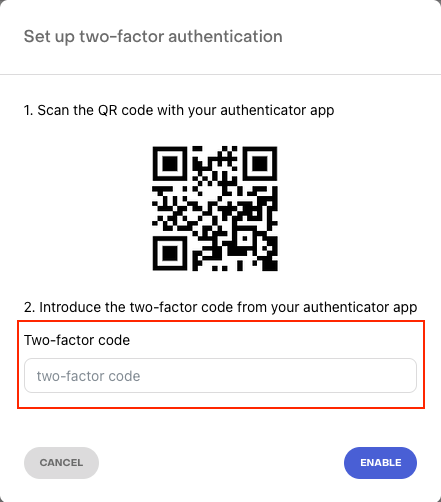 Set up two-factor authentication
1. Scan the QR code with your authenticator app
2. Introduce the two-factor code from your authenticator app
Two-factor code
two-factor code
CANCEL
ENABLE